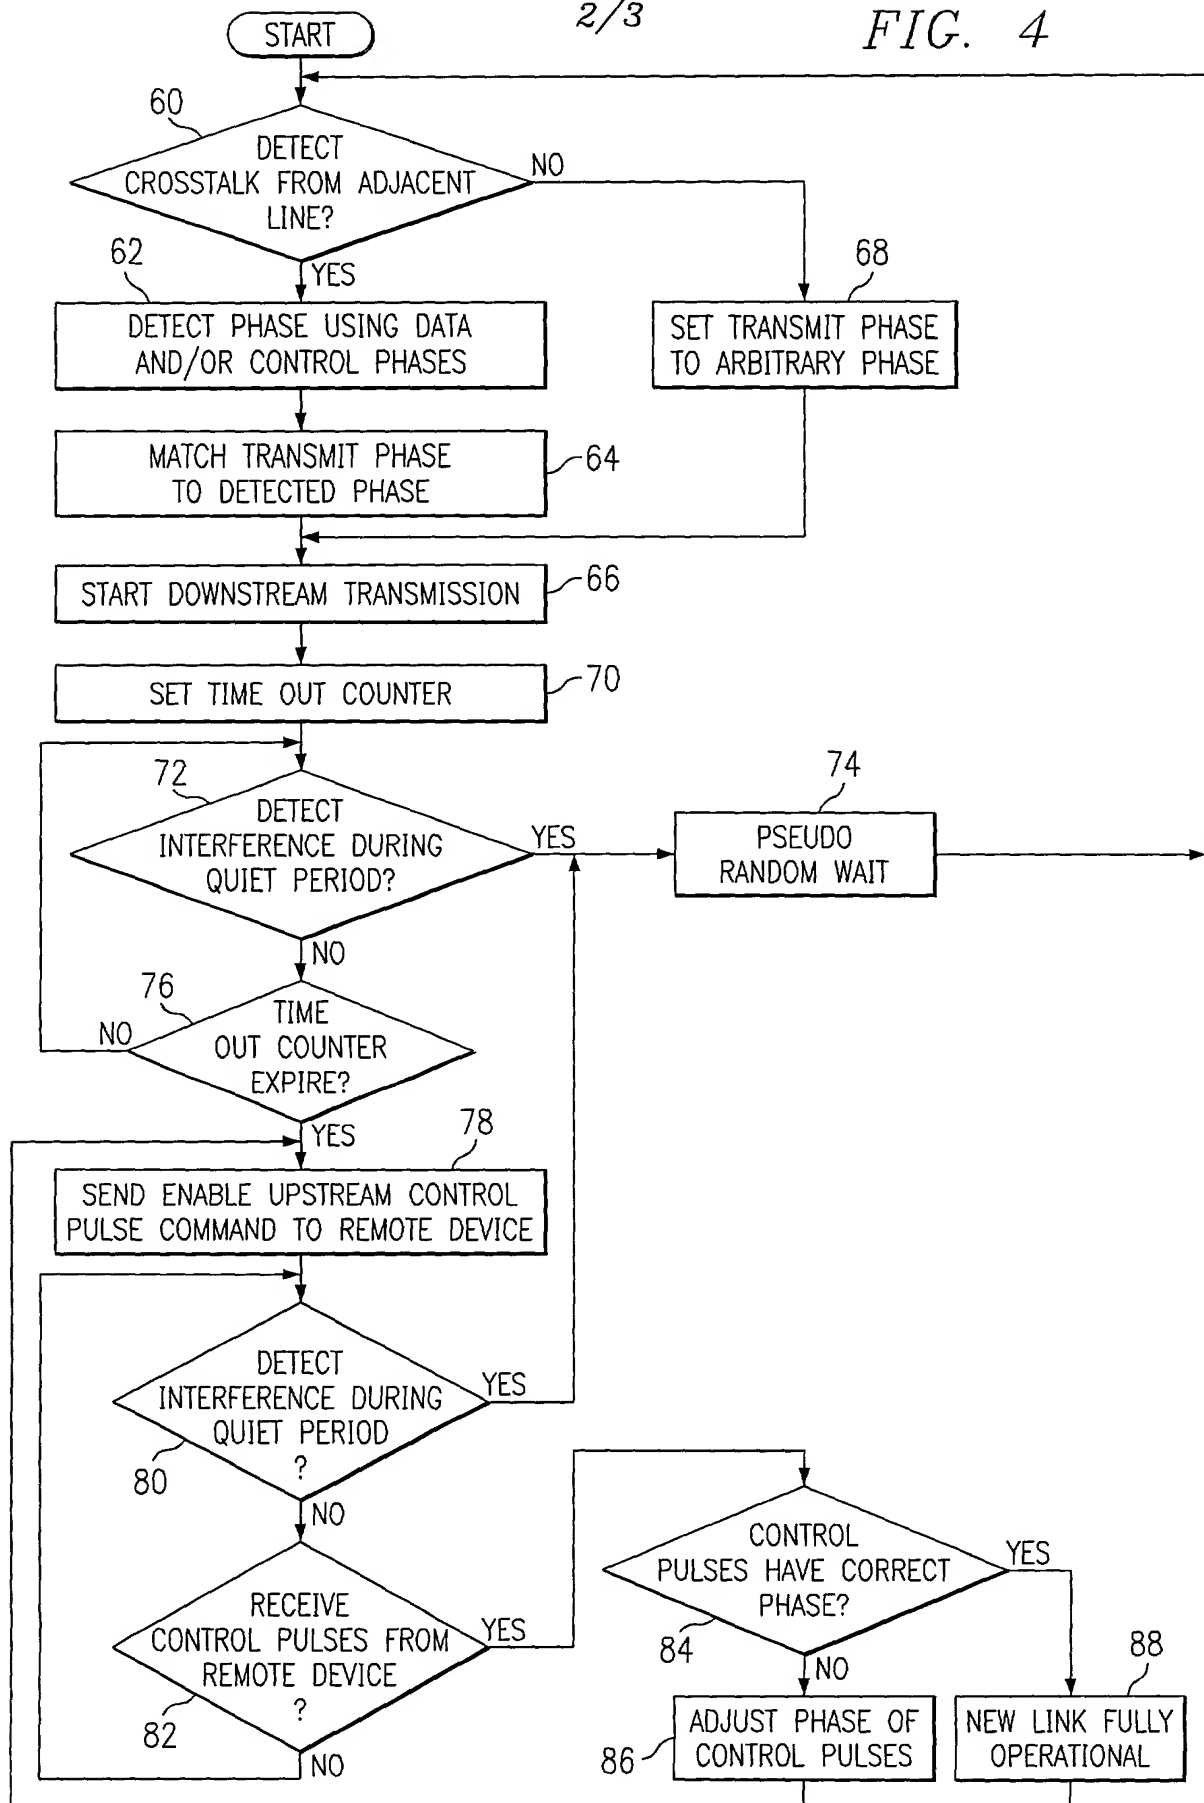 2/3
FIG. 4
START
60
DETECT
CROSSTALK FROM ADJACENT
LINE?
NO
YES
62
DETECT PHASE USING DATA
AND/OR CONTROL PHASES
68
SET TRANSMIT PHASE
TO ARBITRARY PHASE
MATCH TRANSMIT PHASE
TO DETECTED PHASE
64
START DOWNSTREAM TRANSMISSION
66
SET TIME OUT COUNTER
70
72
DETECT
INTERFERENCE DURING
QUIET PERIOD?
YES
NO
74
PSEUDO
RANDOM WAIT
76
TIME
OUT COUNTER
EXPIRE?
NO
YES
78
SEND ENABLE UPSTREAM CONTROL
PULSE COMMAND TO REMOTE DEVICE
DETECT
INTERFERENCE DURING
QUIET PERIOD
?
YES
80
NO
RECEIVE
CONTROL PULSES FROM
REMOTE DEVICE
?
YES
82
NO
CONTROL
PULSES HAVE CORRECT
PHASE?
YES
84
NO
86
ADJUST PHASE OF
CONTROL PULSES
88
NEW LINK FULLY
OPERATIONAL